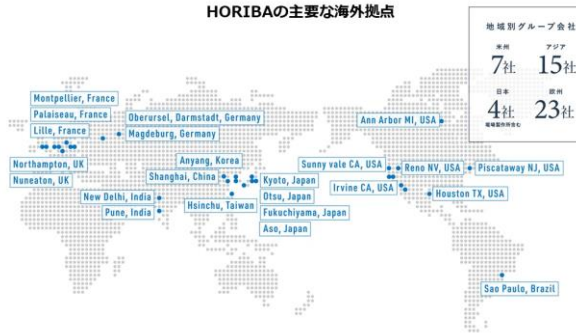 HORIBAの主要な海外拠点
地域別グループ会社
米州
7社
アジア
15社
日本
4社
欧州
23社
Montpellier, France
Palaiseau, France
Lille, France
Oberursel, Darmstadt, Germany
Magdeburg, Germany
Northampton, UK
Nuneaton, UK
Anyang, Korea
Shanghai, China
New Delhi, India
Pune, India
Hsinchu, Taiwan
Kyoto, Japan
Otsu, Japan
Fukuchiyama, Japan
Aso, Japan
Ann Arbor MI, USA
Sunny vale CA, USA
Reno NV, USA
Piscataway NJ, USA
Irvine CA, USA
Houston TX, USA
Sao Paulo, Brazil